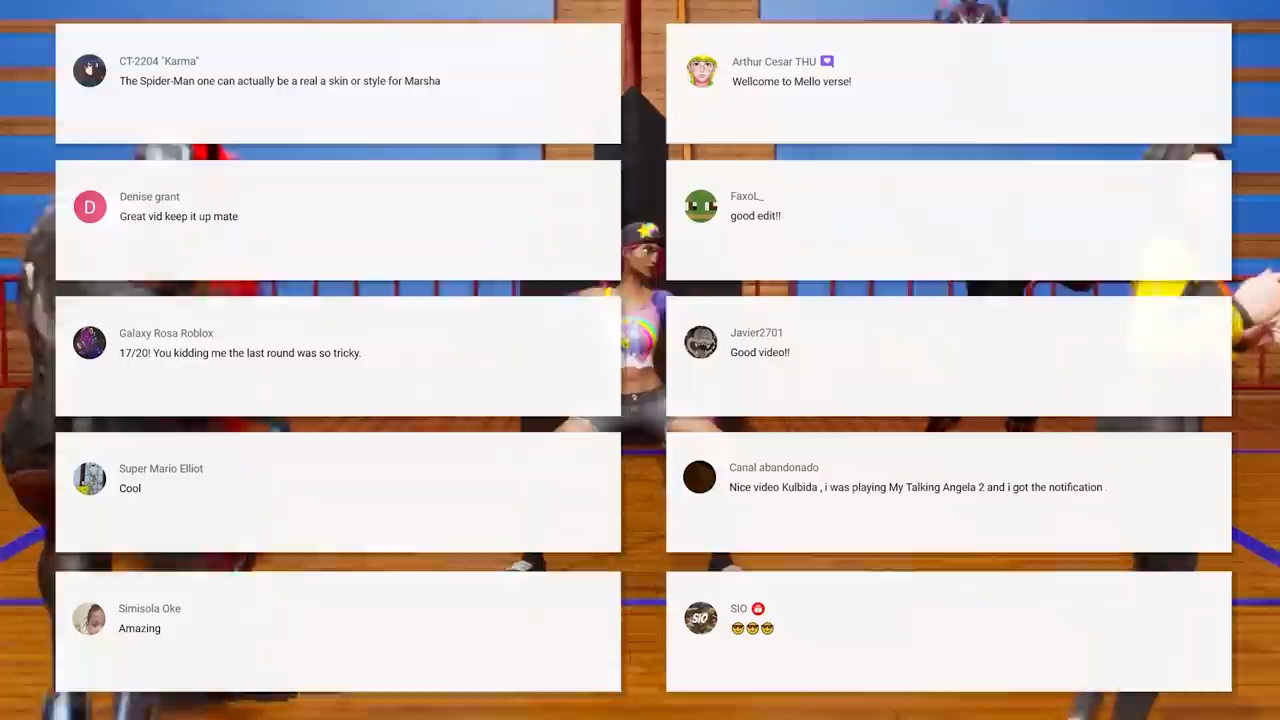 CT-2204 "Karma"
The Spider-Man one can actually be a real a skin or style for Marsha
Denise grant
D
Great vid keep it up mate
Galaxy Rosa Roblox
17/20! You kidding me the last round was so tricky.
Super Mario Elliot
Cool
Simisola Oke
Amazing
Arthur Cesar THU
Wellcome to Mello verse!
FaxoL_
good edit!!
Javier2701
Good video!!
Canal abandonado
Nice video Kulbida , i was playing My Talking Angela 2 and i got the notification .
SIO
SIO
😎😎😎